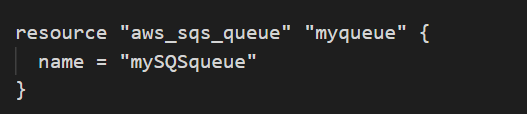 resource "aws_sqs_queue" "myqueue" {
  name = "mySQSqueue"
}